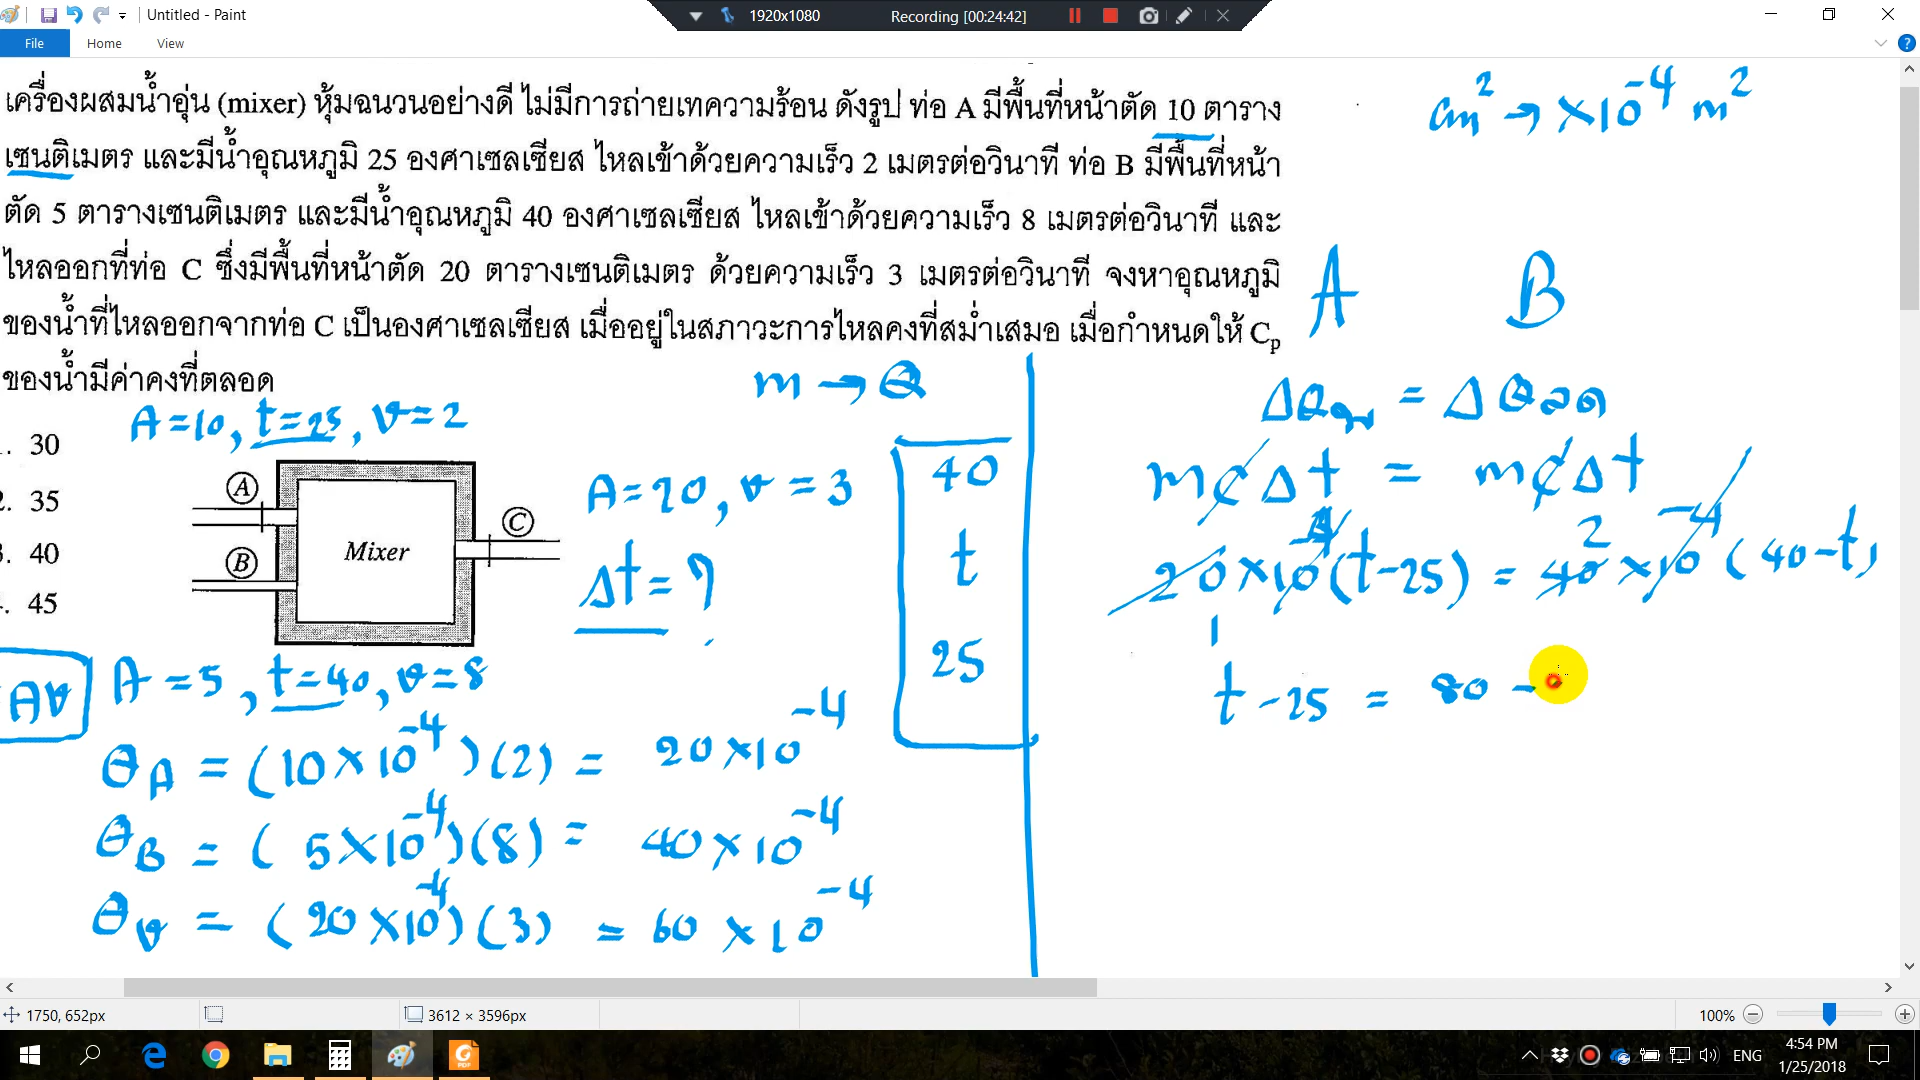 Untitled - Paint
1920x1080
Recording [00:24:42]
File Home View
เครื่องผสมน้ำอุ่น (mixer) หุ้มฉนวนอย่างดี ไม่มีการถ่ายเทความร้อน ดังรูป ท่อ A มีพื้นที่หน้าตัด 10 ตาราง
เซนติเมตร และมีน้ำอุณหภูมิ 25 องศาเซลเซียส ไหลเข้าด้วยความเร็ว 2 เมตรต่อวินาที ท่อ B มีพื้นที่หน้า
ตัด 5 ตารางเซนติเมตร และมีน้ำอุณหภูมิ 40 องศาเซลเซียส ไหลเข้าด้วยความเร็ว 8 เมตรต่อวินาที และ
ไหลออกที่ท่อ C ซึ่งมีพื้นที่หน้าตัด 20 ตารางเซนติเมตร ด้วยความเร็ว 3 เมตรต่อวินาที จงหาอุณหภูมิ
ของน้ำที่ไหลออกจากท่อ C เป็นองศาเซลเซียส เมื่ออยู่ในสภาวะการไหลคงที่สม่ำเสมอ เมื่อกำหนดให้ Cp
ของน้ำมีค่าคงที่ตลอด
. 30
2. 35
3. 40
. 45
A=10, t=25, v=2
A
B
Mixer
C
A=5, t=40, v=8
AV
m → Q
A=20, v=3
Δt = ?
40
t
25
QA = (10×10^-4)(2) = 20×10^-4
QB = (5×10^-4)(8) = 40×10^-4
Qv = (20×10^-4)(3) = 60×10^-4
cm² → ×10^-4 m²
A B
ΔQ = ΔQลด
mcΔt = mcΔt
20×10^-4(t-25) = 40×10^-4(40-t)
1 2
t-25 = 80 -
1750, 652px
3612 × 3596px
100%
ENG
4:54 PM
1/25/2018